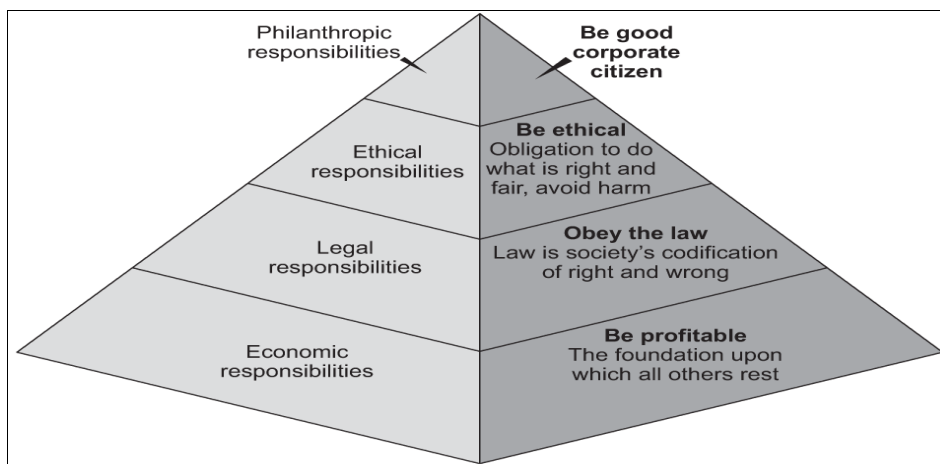 Philanthropic
responsibilities
Be good
corporate
citizen
Ethical
responsibilities
Be ethical
Obligation to do
what is right and
fair, avoid harm
Legal
responsibilities
Obey the law
Law is society's codification
of right and wrong
Economic
responsibilities
Be profitable
The foundation upon
which all others rest